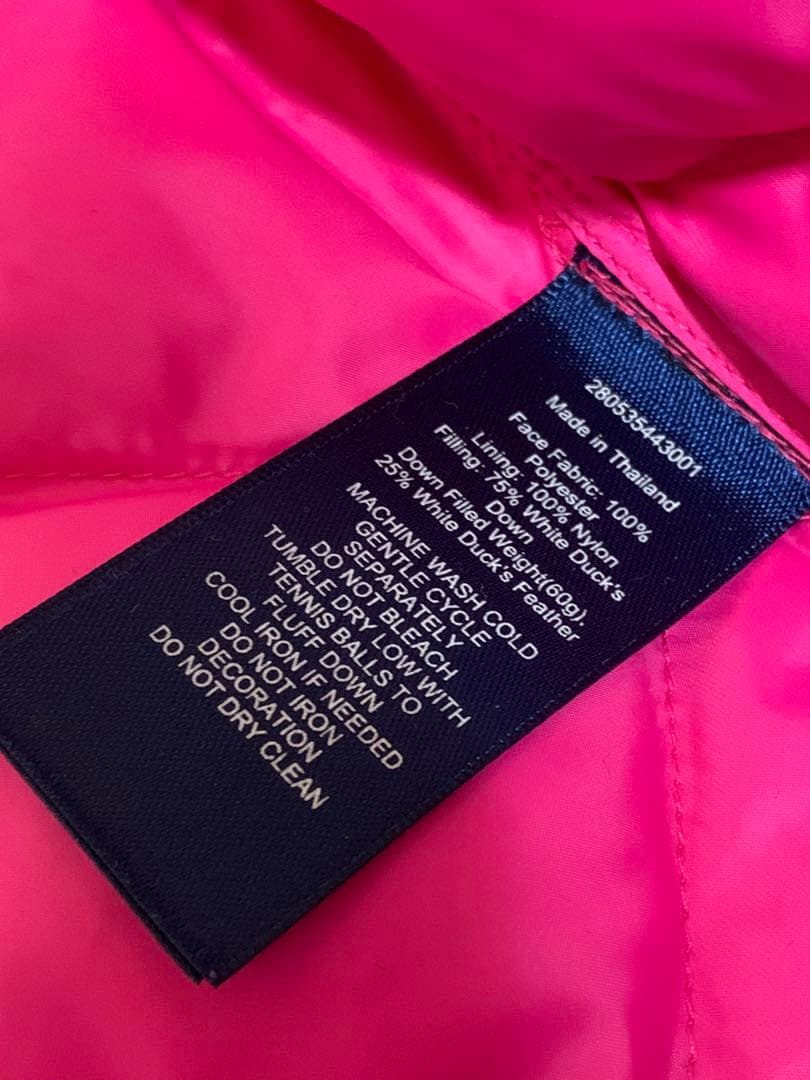 280535443001
Made in Thailand
Face Fabric: 100%
Polyester
Lining: 100% Nylon
Filling: 75% White Duck's
Down
Down Filled Weight(60g),
25% White Duck's Feather
MACHINE WASH COLD
GENTLE CYCLE
SEPARATELY
DO NOT BLEACH
TUMBLE DRY LOW WITH
TENNIS BALLS TO
FLUFF DOWN
COOL IRON IF NEEDED
DO NOT IRON
DECORATION
DO NOT DRY CLEAN